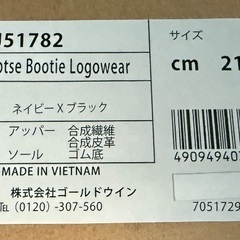 51782
サイズ
otse Bootie Logowear
cm 21
ネイビー X ブラック
アッパー 合成繊維
合成皮革
ソール ゴム底
MADE IN VIETNAM
株式会社ゴールドウイン
TEL (0120) -307-560
49094940
7051729